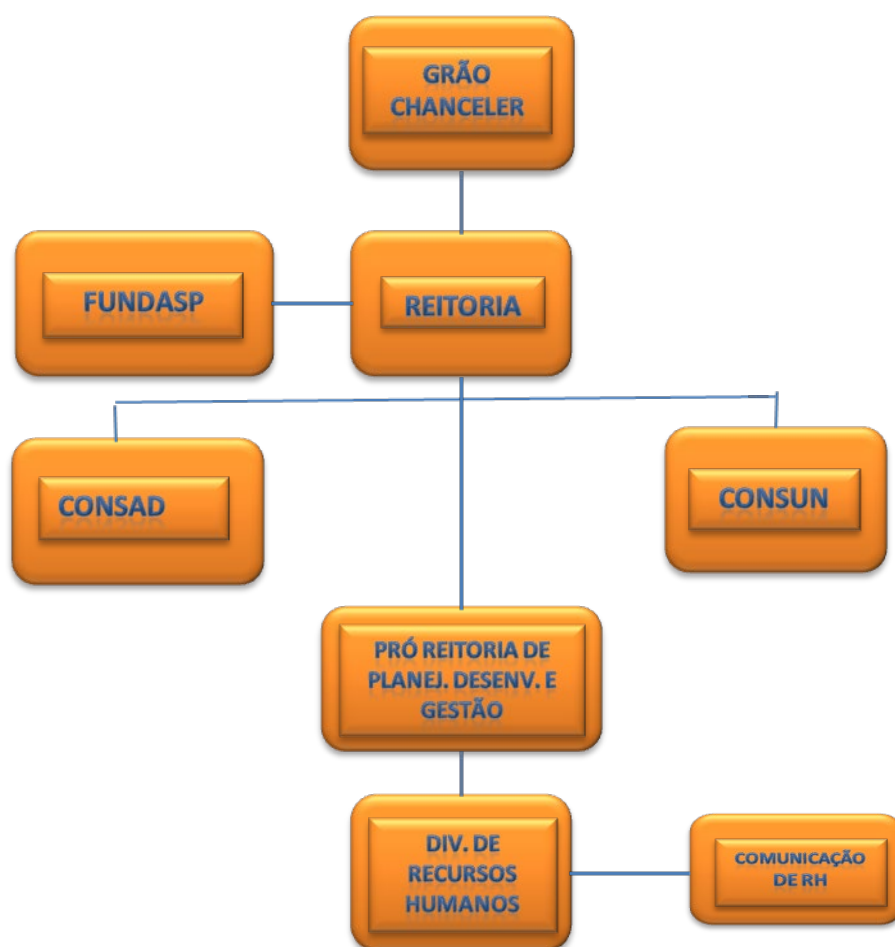 GRÃO
CHANCELER
FUNDASP
REITORIA
CONSAD
CONSUN
PRÓ REITORIA DE
PLANEJ. DESENV. E
GESTÃO
DIV. DE
RECURSOS
HUMANOS
COMUNICAÇÃO
DE RH